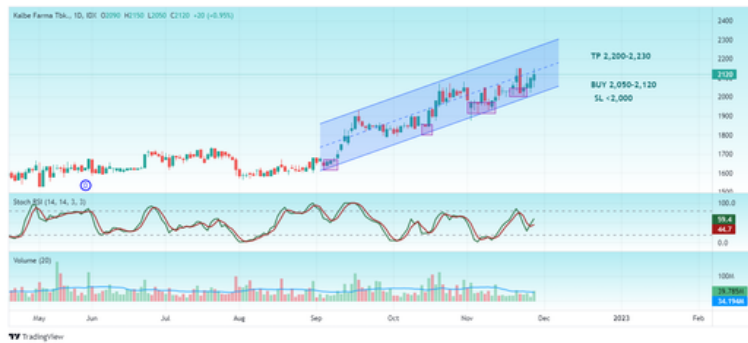 Kalbe Farma Tbk., 1D, IDX O2090 H2150 L2050 C2120 +20 (+0.95%)
2400
2300
TP 2,200-2,230
2200
2120
BUY 2,050-2,120
SL <2,000
2000
1900
1800
1700
1600
1500
Stoch RSI (14, 14, 3, 3)
100.0
59.4
44.7
0.0
Volume (20)
100M
39.785M
34.194M
May Jun Jul Aug Sep Oct Nov Dec 2023 Feb
TradingView